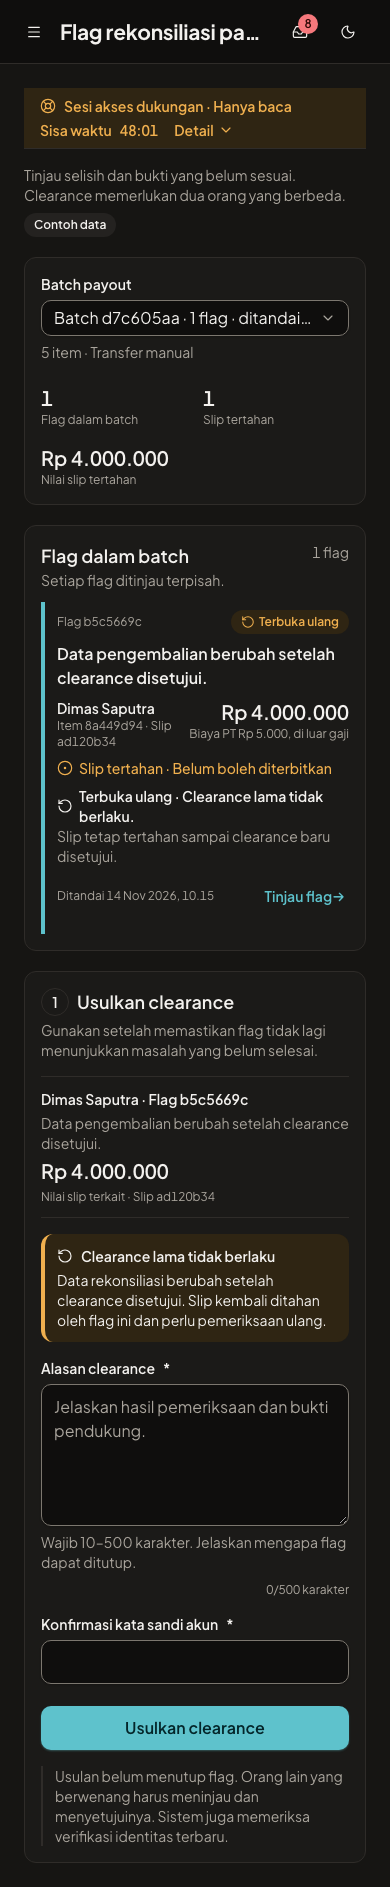 Flag rekonsiliasi pa...
8
Sesi akses dukungan · Hanya baca
Sisa waktu 48:01 Detail
Tinjau selisih dan bukti yang belum sesuai.
Clearance memerlukan dua orang yang berbeda.
Contoh data
Batch payout
Batch d7c605aa · 1 flag · ditandai...
5 item · Transfer manual
1 1
Flag dalam batch Slip tertahan
Rp 4.000.000
Nilai slip tertahan
Flag dalam batch 1 flag
Setiap flag ditinjau terpisah.
Flag b5c5669c Terbuka ulang
Data pengembalian berubah setelah
clearance disetujui.
Dimas Saputra Rp 4.000.000
Item 8a449d94 · Slip
ad120b34
Biaya PT Rp 5.000, di luar gaji
Slip tertahan · Belum boleh diterbitkan
Terbuka ulang · Clearance lama tidak
berlaku.
Slip tetap tertahan sampai clearance baru
disetujui.
Ditandai 14 Nov 2026, 10.15 Tinjau flag→
1 Usulkan clearance
Gunakan setelah memastikan flag tidak lagi
menunjukkan masalah yang belum selesai.
Dimas Saputra · Flag b5c5669c
Data pengembalian berubah setelah clearance
disetujui.
Rp 4.000.000
Nilai slip terkait · Slip ad120b34
Clearance lama tidak berlaku
Data rekonsiliasi berubah setelah
clearance disetujui. Slip kembali ditahan
oleh flag ini dan perlu pemeriksaan ulang.
Alasan clearance *
Jelaskan hasil pemeriksaan dan bukti
pendukung.
Wajib 10–500 karakter. Jelaskan mengapa flag
dapat ditutup.
0/500 karakter
Konfirmasi kata sandi akun *
Usulkan clearance
Usulan belum menutup flag. Orang lain yang
berwenang harus meninjau dan
menyetujuinya. Sistem juga memeriksa
verifikasi identitas terbaru.